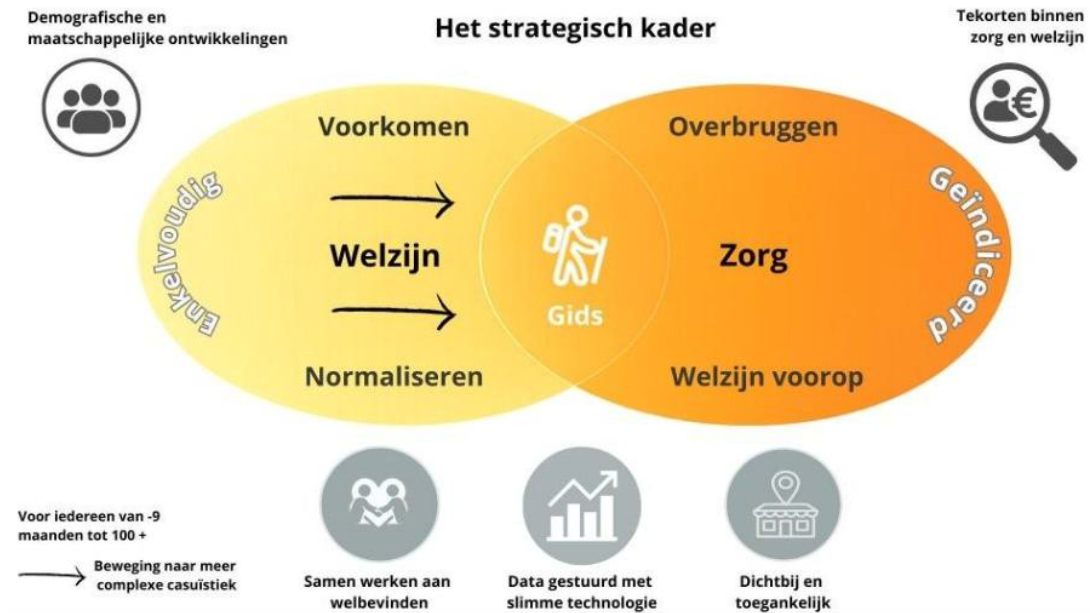 Demografische en
maatschappelijke ontwikkelingen
Het strategisch kader
Tekorten binnen
zorg en welzijn
€
Voorkomen
Overbruggen
Enkelvoudig
Welzijn
Gids
Zorg
Geïndiceerd
Normaliseren
Welzijn voorop
Voor iedereen van -9
maanden tot 100 +
Beweging naar meer
complexe casuïstiek
Samen werken aan
welbevinden
Data gestuurd met
slimme technologie
Dichtbij en
toegankelijk